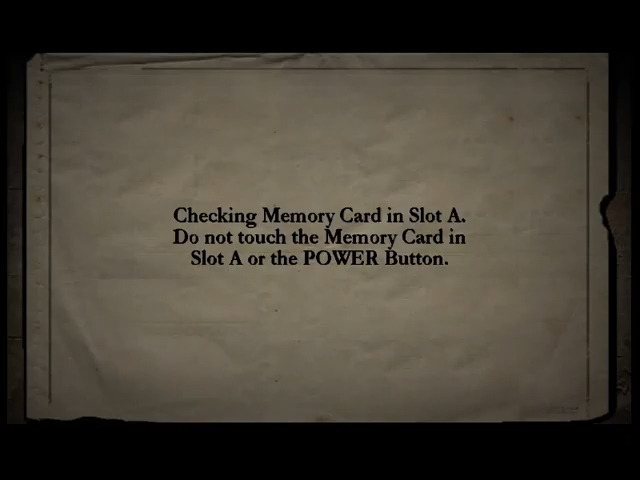 Checking Memory Card in Slot A.
Do not touch the Memory Card in
Slot A or the POWER Button.